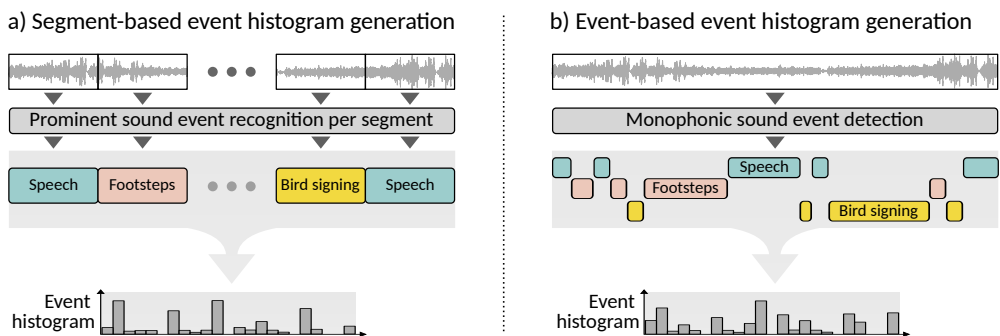 a) Segment-based event histogram generation
Prominent sound event recognition per segment
Speech
Footsteps
Bird signing
Speech
Event
histogram
b) Event-based event histogram generation
Monophonic sound event detection
Speech
Footsteps
Bird signing
Event
histogram